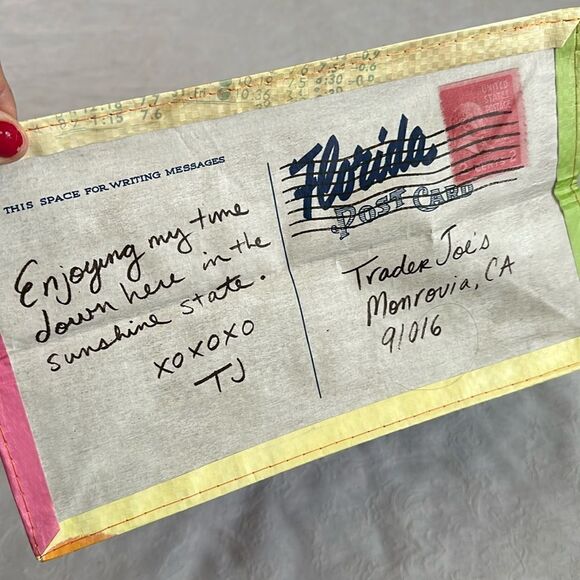 THIS SPACE FOR WRITING MESSAGES
Enjoying my time
down here in the
sunshine state.
xoxoxo
TJ
Florida
POST CARD
UNITED
STATES
POSTAGE
Trader Joe's
Monrovia, CA
91016